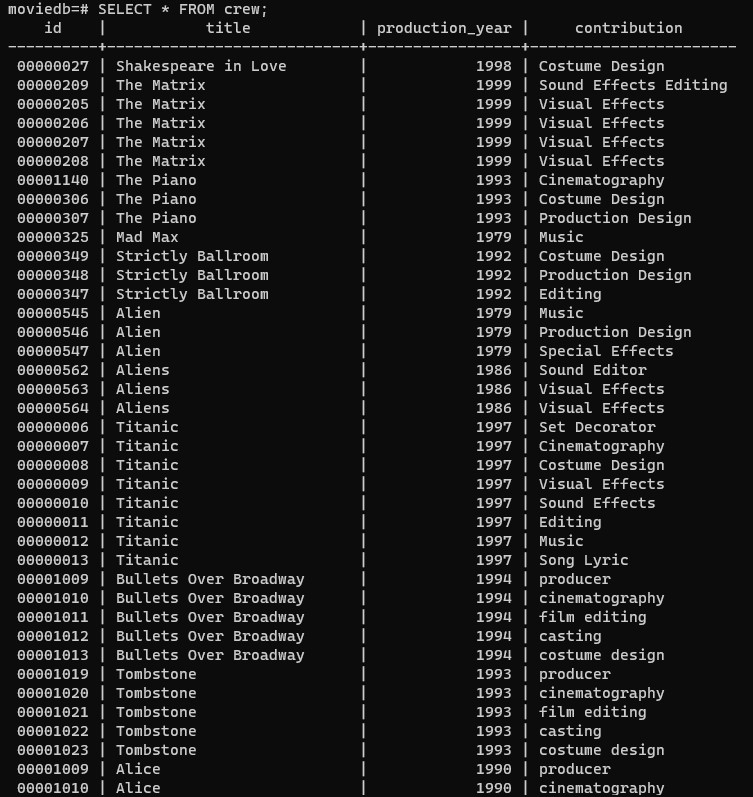 moviedb=# SELECT * FROM crew;
id | title | production_year | contribution
----------+----------------------------+-----------------+-----------------------
00000027 | Shakespeare in Love | 1998 | Costume Design
00000209 | The Matrix | 1999 | Sound Effects Editing
00000205 | The Matrix | 1999 | Visual Effects
00000206 | The Matrix | 1999 | Visual Effects
00000207 | The Matrix | 1999 | Visual Effects
00000208 | The Matrix | 1999 | Visual Effects
00001140 | The Piano | 1993 | Cinematography
00000306 | The Piano | 1993 | Costume Design
00000307 | The Piano | 1993 | Production Design
00000325 | Mad Max | 1979 | Music
00000349 | Strictly Ballroom | 1992 | Costume Design
00000348 | Strictly Ballroom | 1992 | Production Design
00000347 | Strictly Ballroom | 1992 | Editing
00000545 | Alien | 1979 | Music
00000546 | Alien | 1979 | Production Design
00000547 | Alien | 1979 | Special Effects
00000562 | Aliens | 1986 | Sound Editor
00000563 | Aliens | 1986 | Visual Effects
00000564 | Aliens | 1986 | Visual Effects
00000006 | Titanic | 1997 | Set Decorator
00000007 | Titanic | 1997 | Cinematography
00000008 | Titanic | 1997 | Costume Design
00000009 | Titanic | 1997 | Visual Effects
00000010 | Titanic | 1997 | Sound Effects
00000011 | Titanic | 1997 | Editing
00000012 | Titanic | 1997 | Music
00000013 | Titanic | 1997 | Song Lyric
00001009 | Bullets Over Broadway | 1994 | producer
00001010 | Bullets Over Broadway | 1994 | cinematography
00001011 | Bullets Over Broadway | 1994 | film editing
00001012 | Bullets Over Broadway | 1994 | casting
00001013 | Bullets Over Broadway | 1994 | costume design
00001019 | Tombstone | 1993 | producer
00001020 | Tombstone | 1993 | cinematography
00001021 | Tombstone | 1993 | film editing
00001022 | Tombstone | 1993 | casting
00001023 | Tombstone | 1993 | costume design
00001009 | Alice | 1990 | producer
00001010 | Alice | 1990 | cinematography